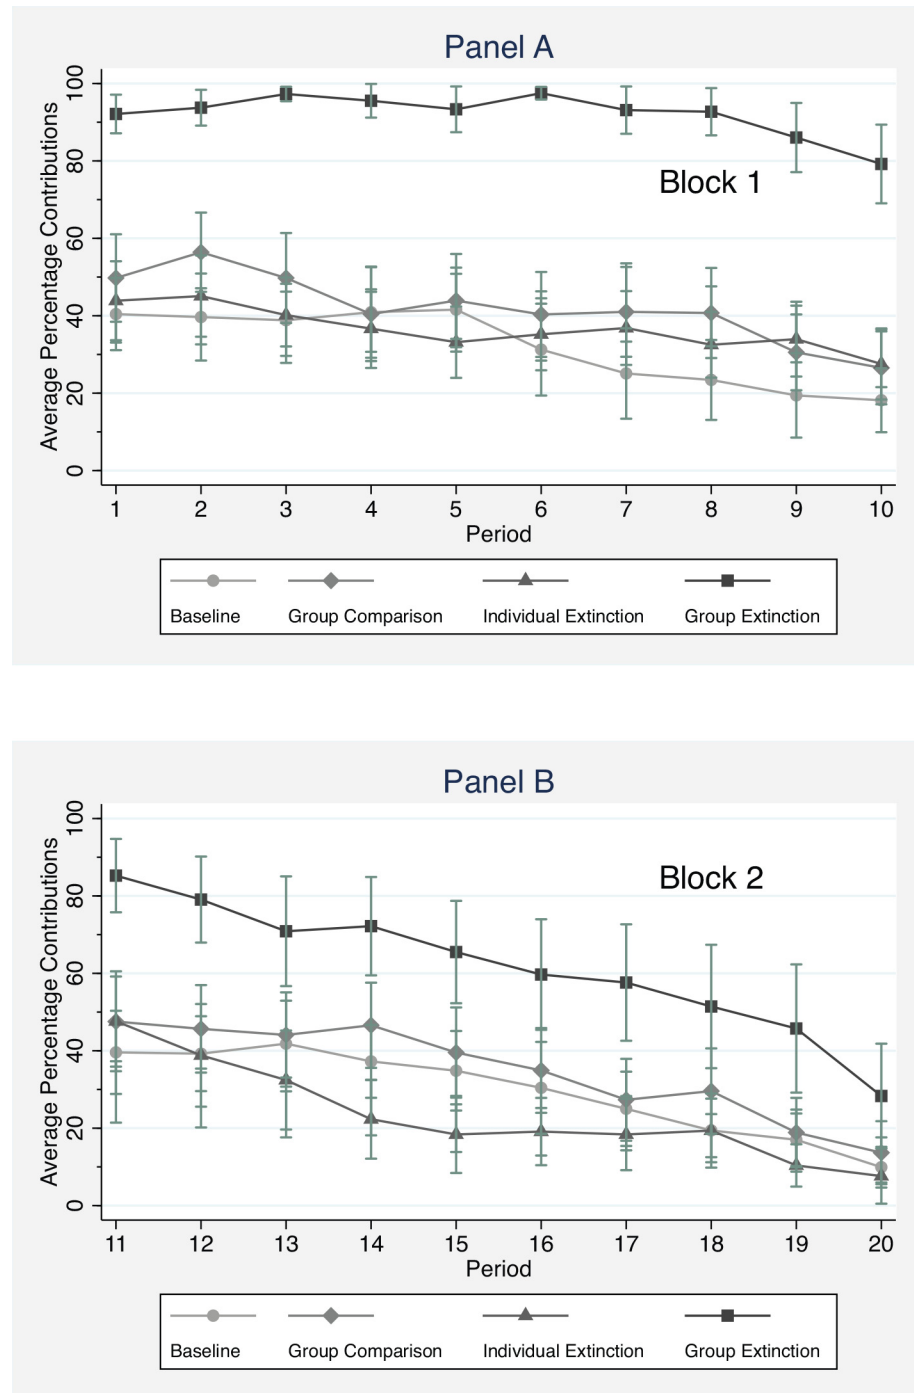 Panel A
Average Percentage Contributions
100
80
60
40
20
0
Block 1
1 2 3 4 5 6 7 8 9 10
Period
Baseline Group Comparison Individual Extinction Group Extinction
Panel B
Average Percentage Contributions
100
80
60
40
20
0
Block 2
11 12 13 14 15 16 17 18 19 20
Period
Baseline Group Comparison Individual Extinction Group Extinction